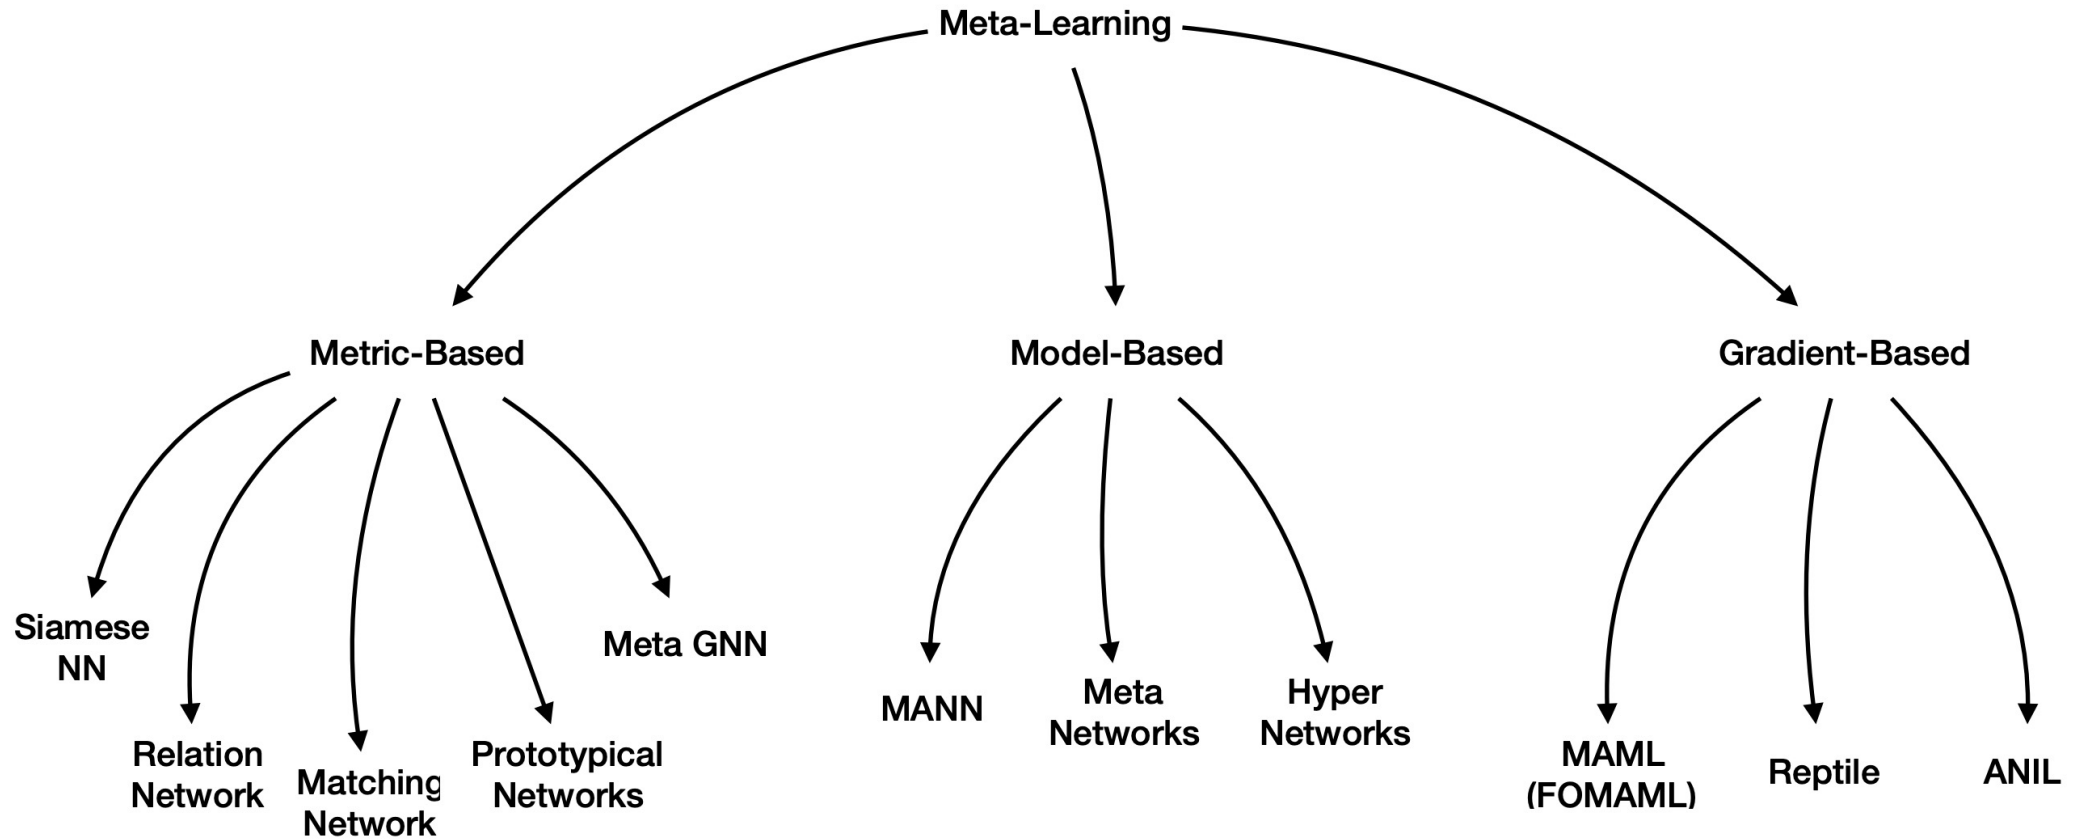 Meta-Learning
Metric-Based
Model-Based
Gradient-Based
Siamese
NN
Relation
Network
Matching
Network
Prototypical
Networks
Meta GNN
MANN
Meta
Networks
Hyper
Networks
MAML
(FOMAML)
Reptile
ANIL